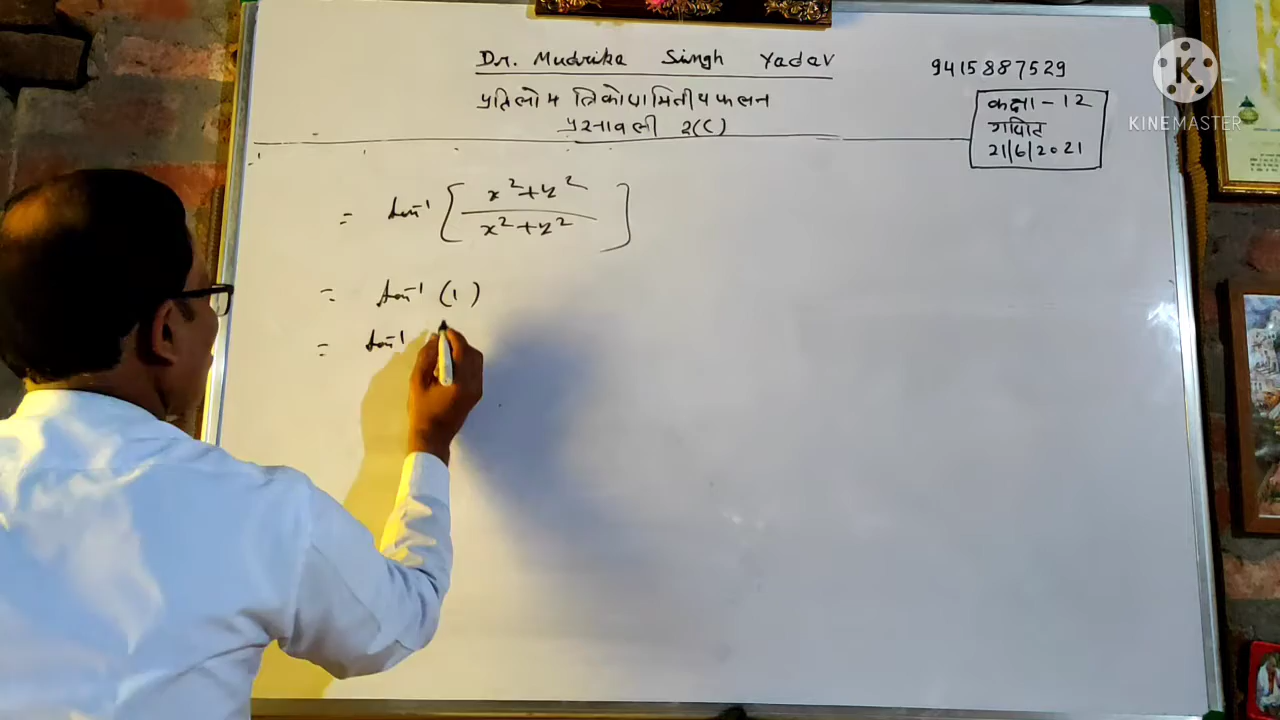 Dr. Mudrika Singh Yadav
9415887529
प्रतिलोम त्रिकोणमितीय फलन
प्रश्नावली 2(C)
कक्षा - 12
गणित
21/6/2021
KINEMASTER
= tan⁻¹ [ x² + y² / x² + y² ]
= tan⁻¹ (1)
= tan⁻¹